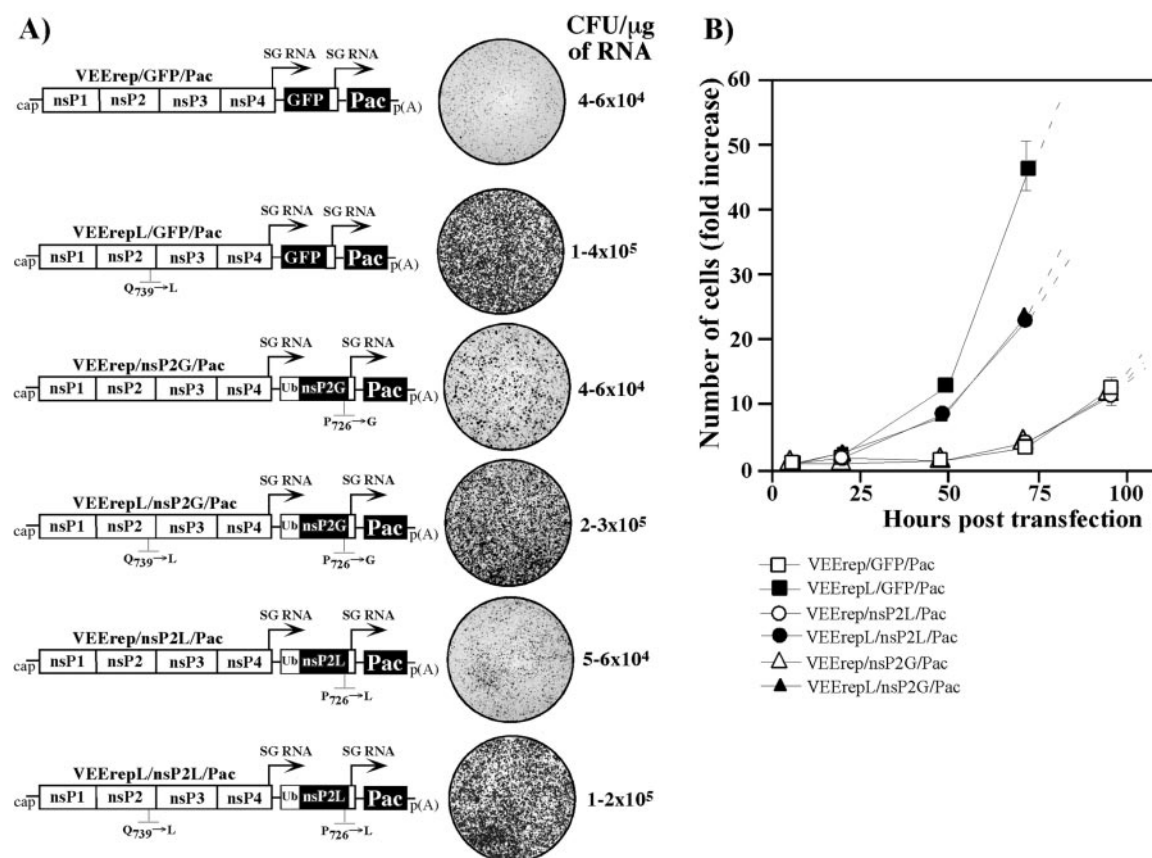 A)
CFU/μg
of RNA
SG RNA SG RNA
VEErep/GFP/Pac
cap nsP1 nsP2 nsP3 nsP4 GFP Pac p(A)
4-6x10⁴
SG RNA SG RNA
VEErepL/GFP/Pac
cap nsP1 nsP2 nsP3 nsP4 GFP Pac p(A)
Q739→L
1-4x10⁵
SG RNA SG RNA
VEErep/nsP2G/Pac
cap nsP1 nsP2 nsP3 nsP4 Ub nsP2G Pac p(A)
P726→G
4-6x10⁴
SG RNA SG RNA
VEErepL/nsP2G/Pac
cap nsP1 nsP2 nsP3 nsP4 Ub nsP2G Pac p(A)
Q739→L P726→G
2-3x10⁵
SG RNA SG RNA
VEErep/nsP2L/Pac
cap nsP1 nsP2 nsP3 nsP4 Ub nsP2L Pac p(A)
P726→L
5-6x10⁴
SG RNA SG RNA
VEErepL/nsP2L/Pac
cap nsP1 nsP2 nsP3 nsP4 Ub nsP2L Pac p(A)
Q739→L P726→L
1-2x10⁵
B)
Number of cells (fold increase)
60
50
40
30
20
10
0
0 25 50 75 100
Hours post transfection
VEErep/GFP/Pac
VEErepL/GFP/Pac
VEErep/nsP2L/Pac
VEErepL/nsP2L/Pac
VEErep/nsP2G/Pac
VEErepL/nsP2G/Pac